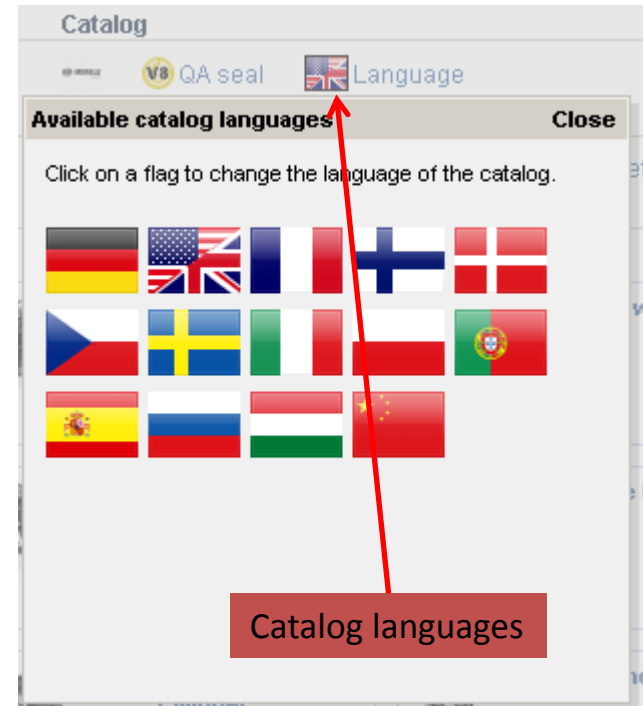 Catalog
V8 QA seal Language
Available catalog languages Close
Click on a flag to change the language of the catalog.
Catalog languages